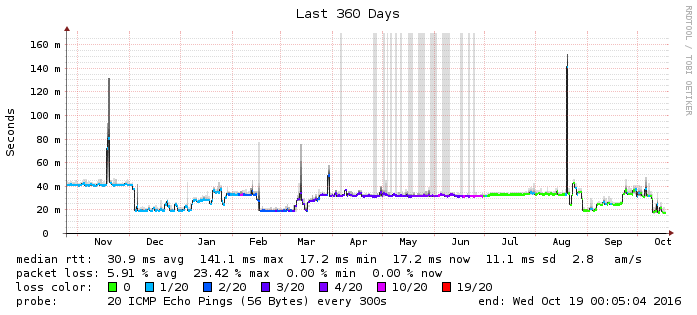 Last 360 Days
RRDTOOL / TOBI OETIKER
Seconds
160 m
140 m
120 m
100 m
80 m
60 m
40 m
20 m
0
Nov Dec Jan Feb Mar Apr May Jun Jul Aug Sep Oct
median rtt: 30.9 ms avg 141.1 ms max 17.2 ms min 17.2 ms now 11.1 ms sd 2.8 am/s
packet loss: 5.91 % avg 23.42 % max 0.00 % min 0.00 % now
loss color: 0 1/20 2/20 3/20 4/20 10/20 19/20
probe: 20 ICMP Echo Pings (56 Bytes) every 300s end: Wed Oct 19 00:05:04 2016